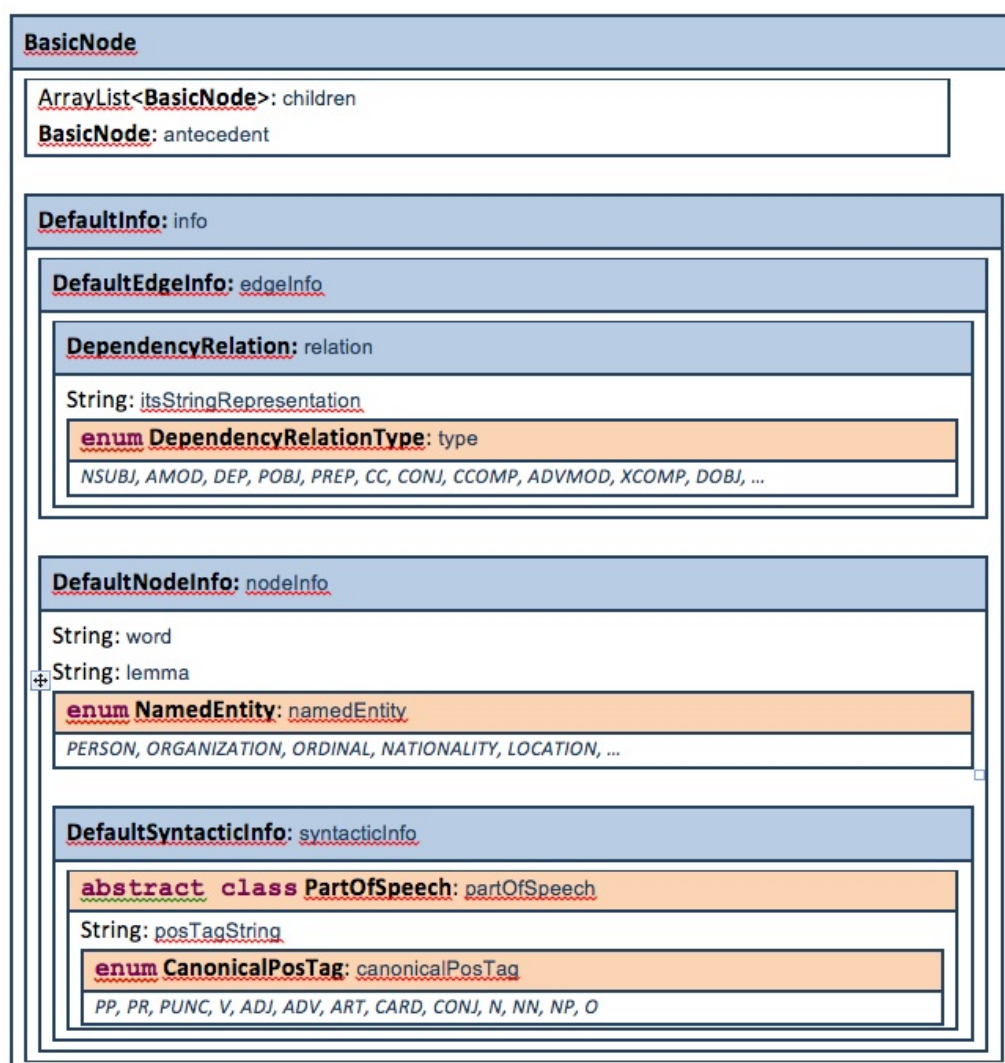 BasicNode
ArrayList<BasicNode>: children
BasicNode: antecedent
DefaultInfo: info
DefaultEdgeInfo: edgeInfo
DependencyRelation: relation
String: itsStringRepresentation
enum DependencyRelationType: type
NSUBJ, AMOD, DEP, POBJ, PREP, CC, CONJ, CCOMP, ADVMOD, XCOMP, DOBJ, ...
DefaultNodeInfo: nodeInfo
String: word
String: lemma
enum NamedEntity: namedEntity
PERSON, ORGANIZATION, ORDINAL, NATIONALITY, LOCATION, ...
DefaultSyntacticInfo: syntacticInfo
abstract class PartOfSpeech: partOfSpeech
String: posTagString
enum CanonicalPosTag: canonicalPosTag
PP, PR, PUNC, V, ADJ, ADV, ART, CARD, CONJ, N, NN, NP, O